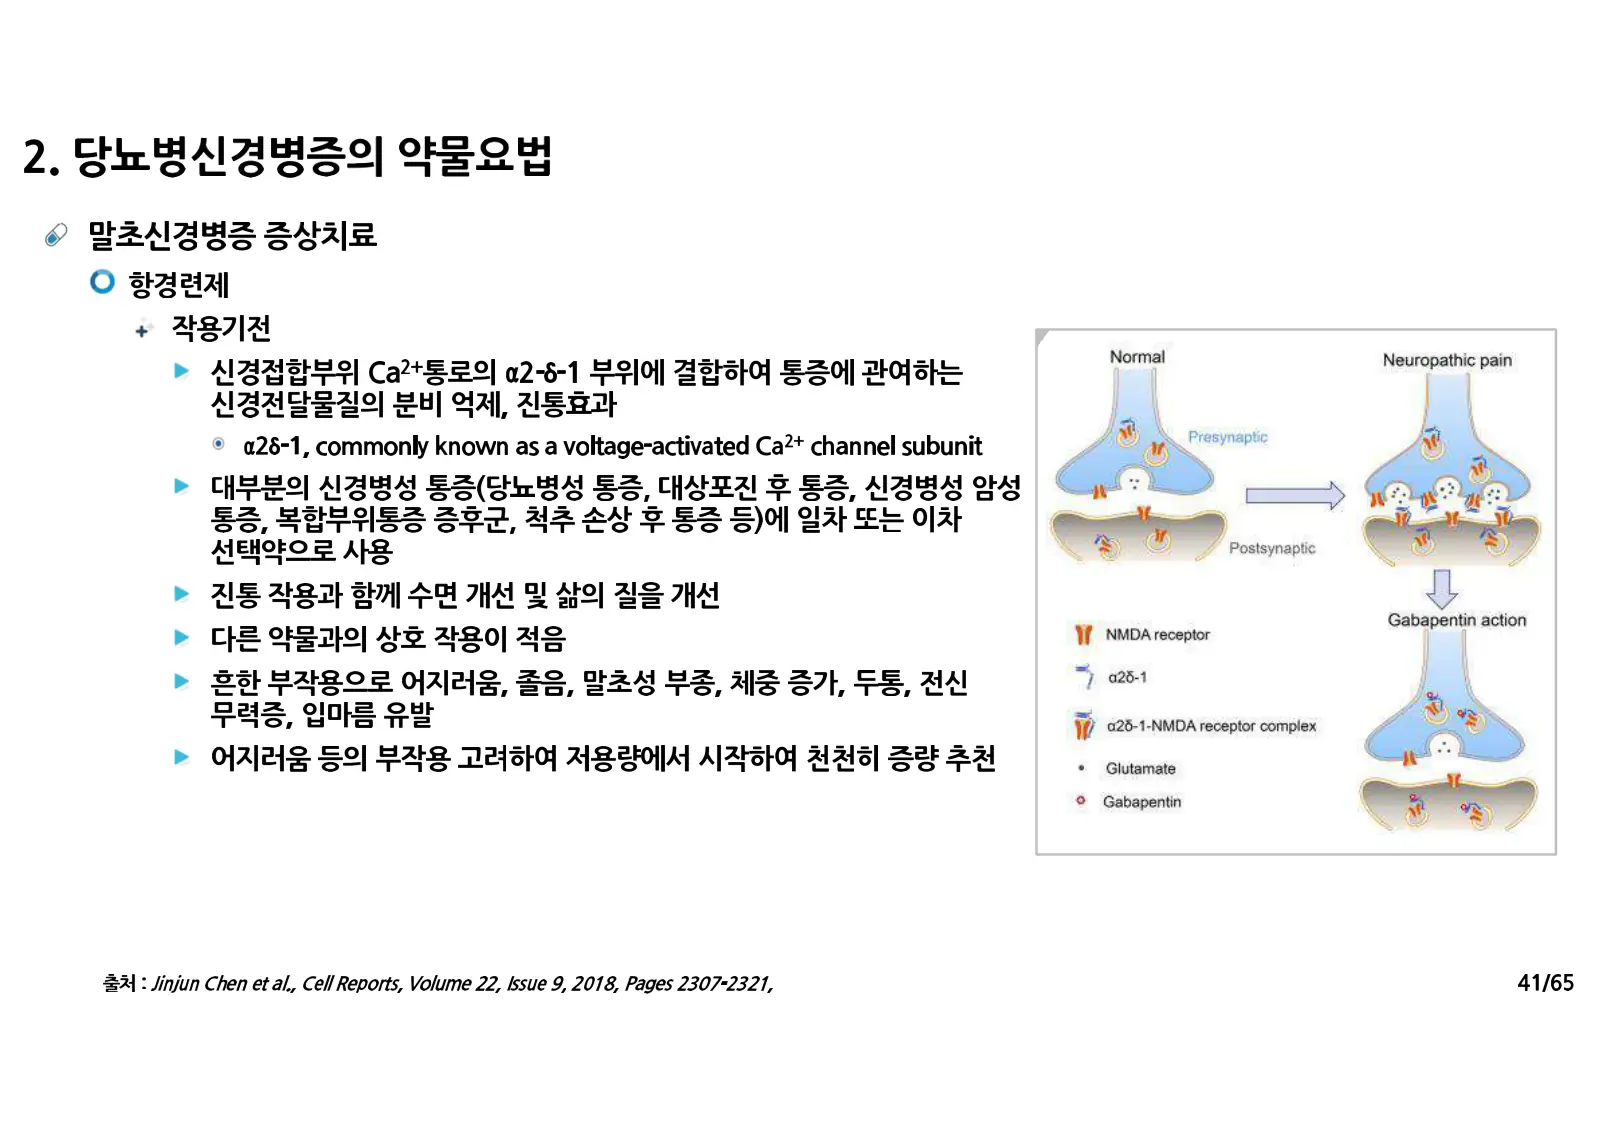 2. 당뇨병신경병증의 약물요법
말초신경병증 증상치료
항경련제
작용기전
신경접합부위 Ca²⁺통로의 α2-δ-1 부위에 결합하여 통증에 관여하는
신경전달물질의 분비 억제, 진통효과
α2δ-1, commonly known as a voltage-activated Ca²⁺ channel subunit
대부분의 신경병성 통증(당뇨병성 통증, 대상포진 후 통증, 신경병성 암성
통증, 복합부위통증 증후군, 척추 손상 후 통증 등)에 일차 또는 이차
선택약으로 사용
진통 작용과 함께 수면 개선 및 삶의 질을 개선
다른 약물과의 상호 작용이 적음
흔한 부작용으로 어지러움, 졸음, 말초성 부종, 체중 증가, 두통, 전신
무력증, 입마름 유발
어지러움 등의 부작용 고려하여 저용량에서 시작하여 천천히 증량 추천
Normal
Neuropathic pain
Presynaptic
Postsynaptic
Gabapentin action
NMDA receptor
α2δ-1
α2δ-1-NMDA receptor complex
Glutamate
Gabapentin
출처 : Jinjun Chen et al., Cell Reports, Volume 22, Issue 9, 2018, Pages 2307-2321,
41/65